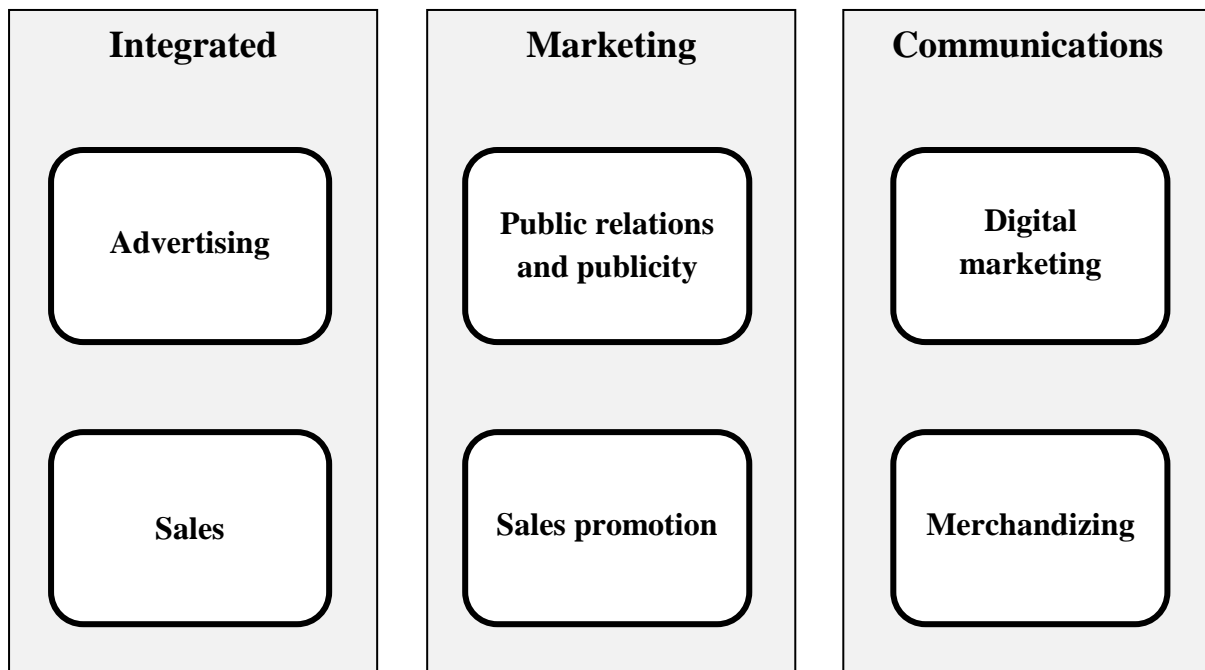 Integrated
Marketing
Communications
Advertising
Public relations
and publicity
Digital
marketing
Sales
Sales promotion
Merchandizing